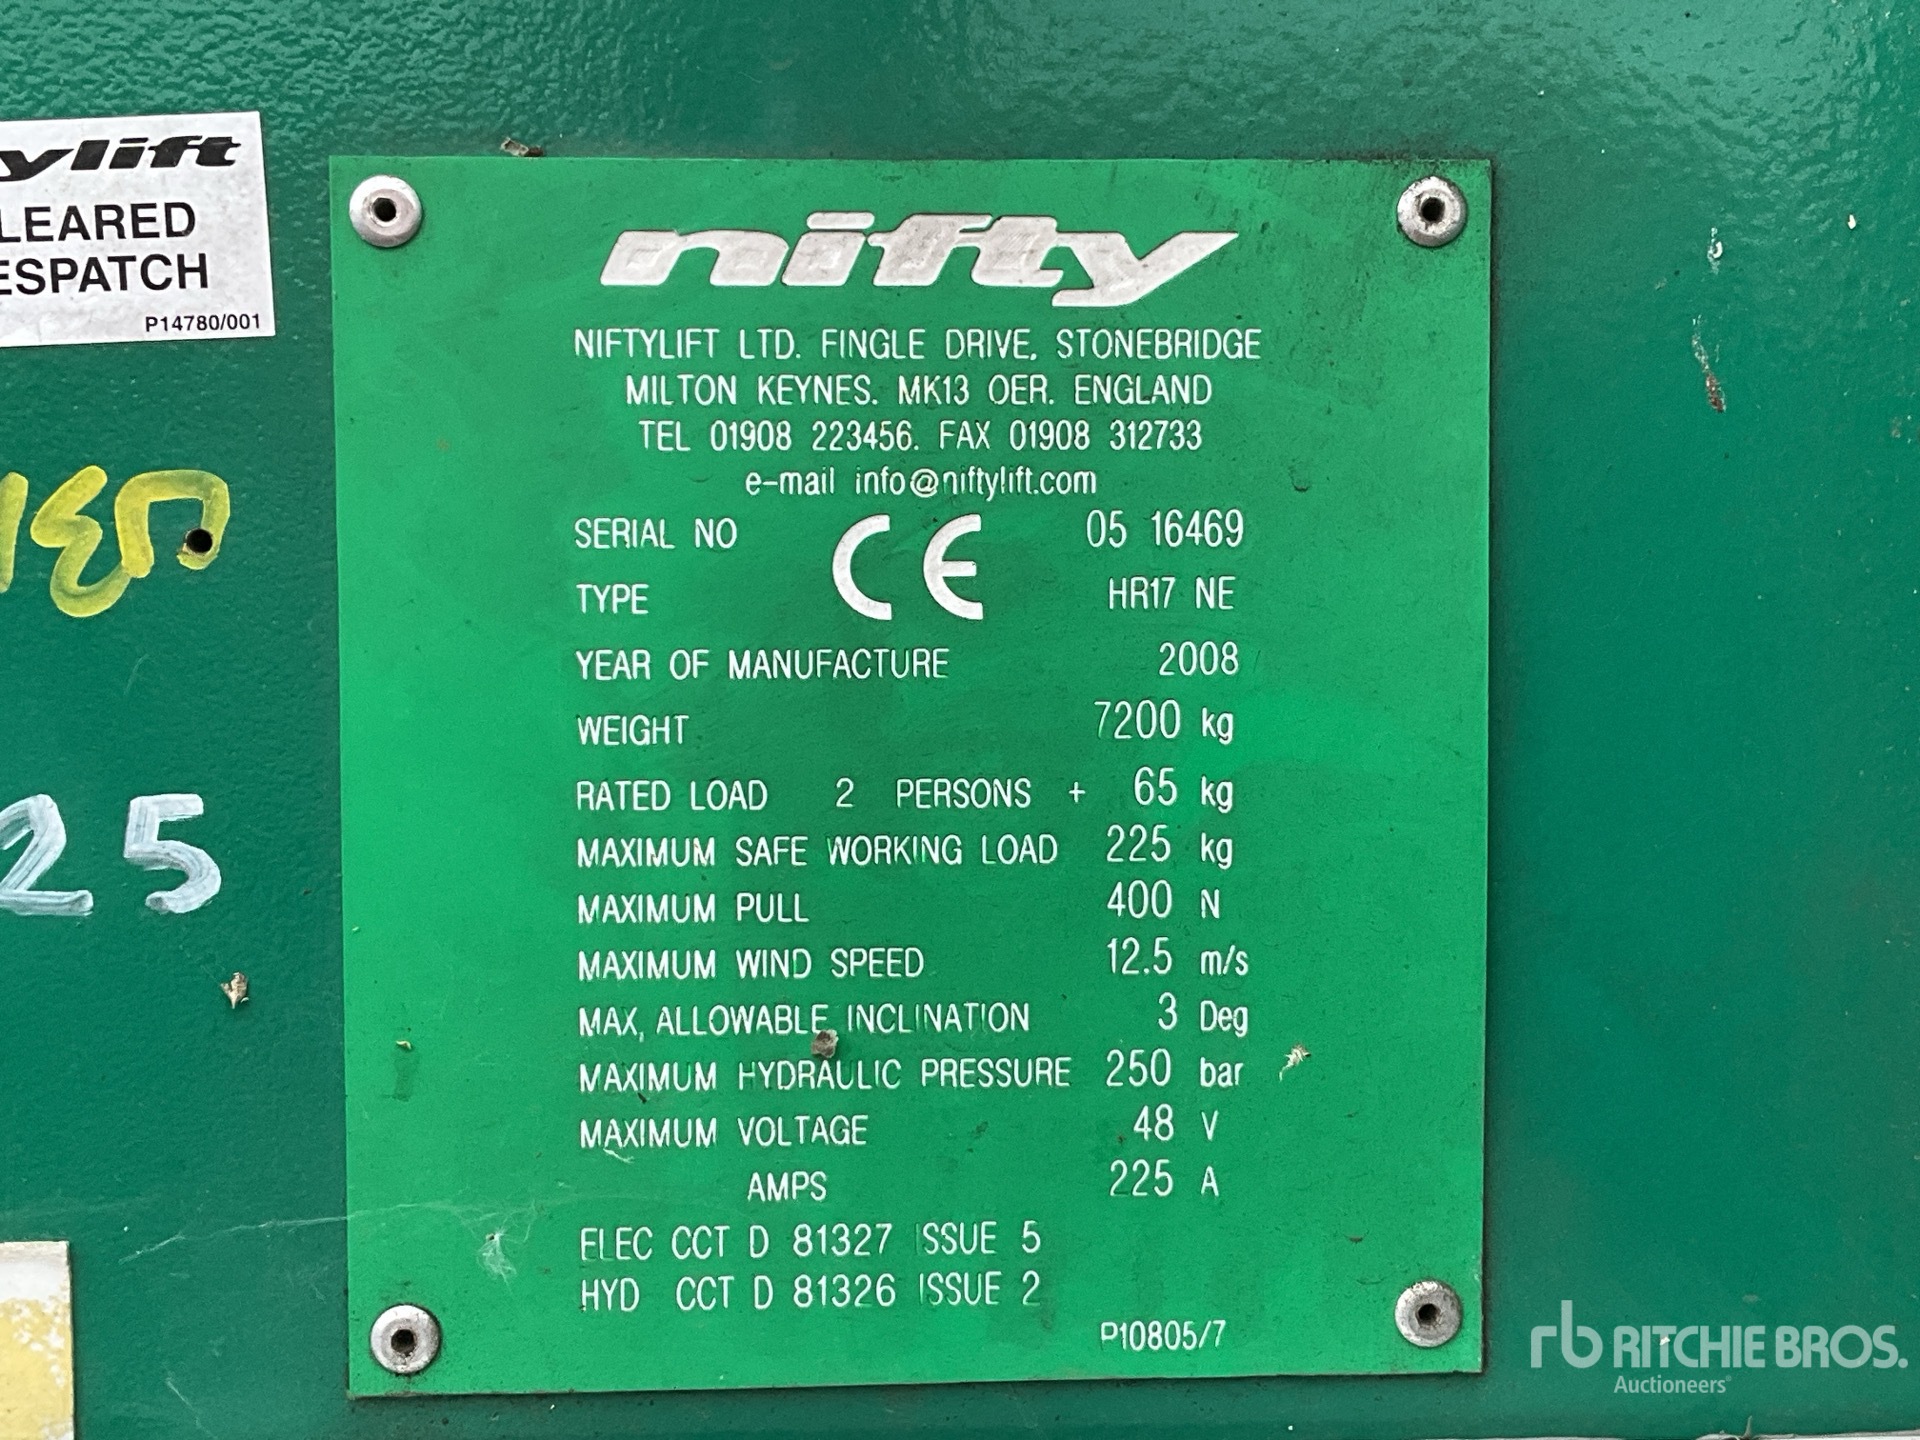 ylift
LEARED
ESPATCH
P14780/001
25
nifty
NIFTYLIFT LTD. FINGLE DRIVE, STONEBRIDGE
MILTON KEYNES. MK13 OER. ENGLAND
TEL 01908 223456. FAX 01908 312733
e-mail info@niftylift.com
CE
SERIAL NO 05 16469
TYPE HR17 NE
YEAR OF MANUFACTURE 2008
WEIGHT 7200 kg
RATED LOAD 2 PERSONS + 65 kg
MAXIMUM SAFE WORKING LOAD 225 kg
MAXIMUM PULL 400 N
MAXIMUM WIND SPEED 12.5 m/s
MAX, ALLOWABLE INCLINATION 3 Deg
MAXIMUM HYDRAULIC PRESSURE 250 bar
MAXIMUM VOLTAGE 48 V
AMPS 225 A
ELEC CCT D 81327 ISSUE 5
HYD CCT D 81326 ISSUE 2
P10805/7
rb RITCHIE BROS.
Auctioneers